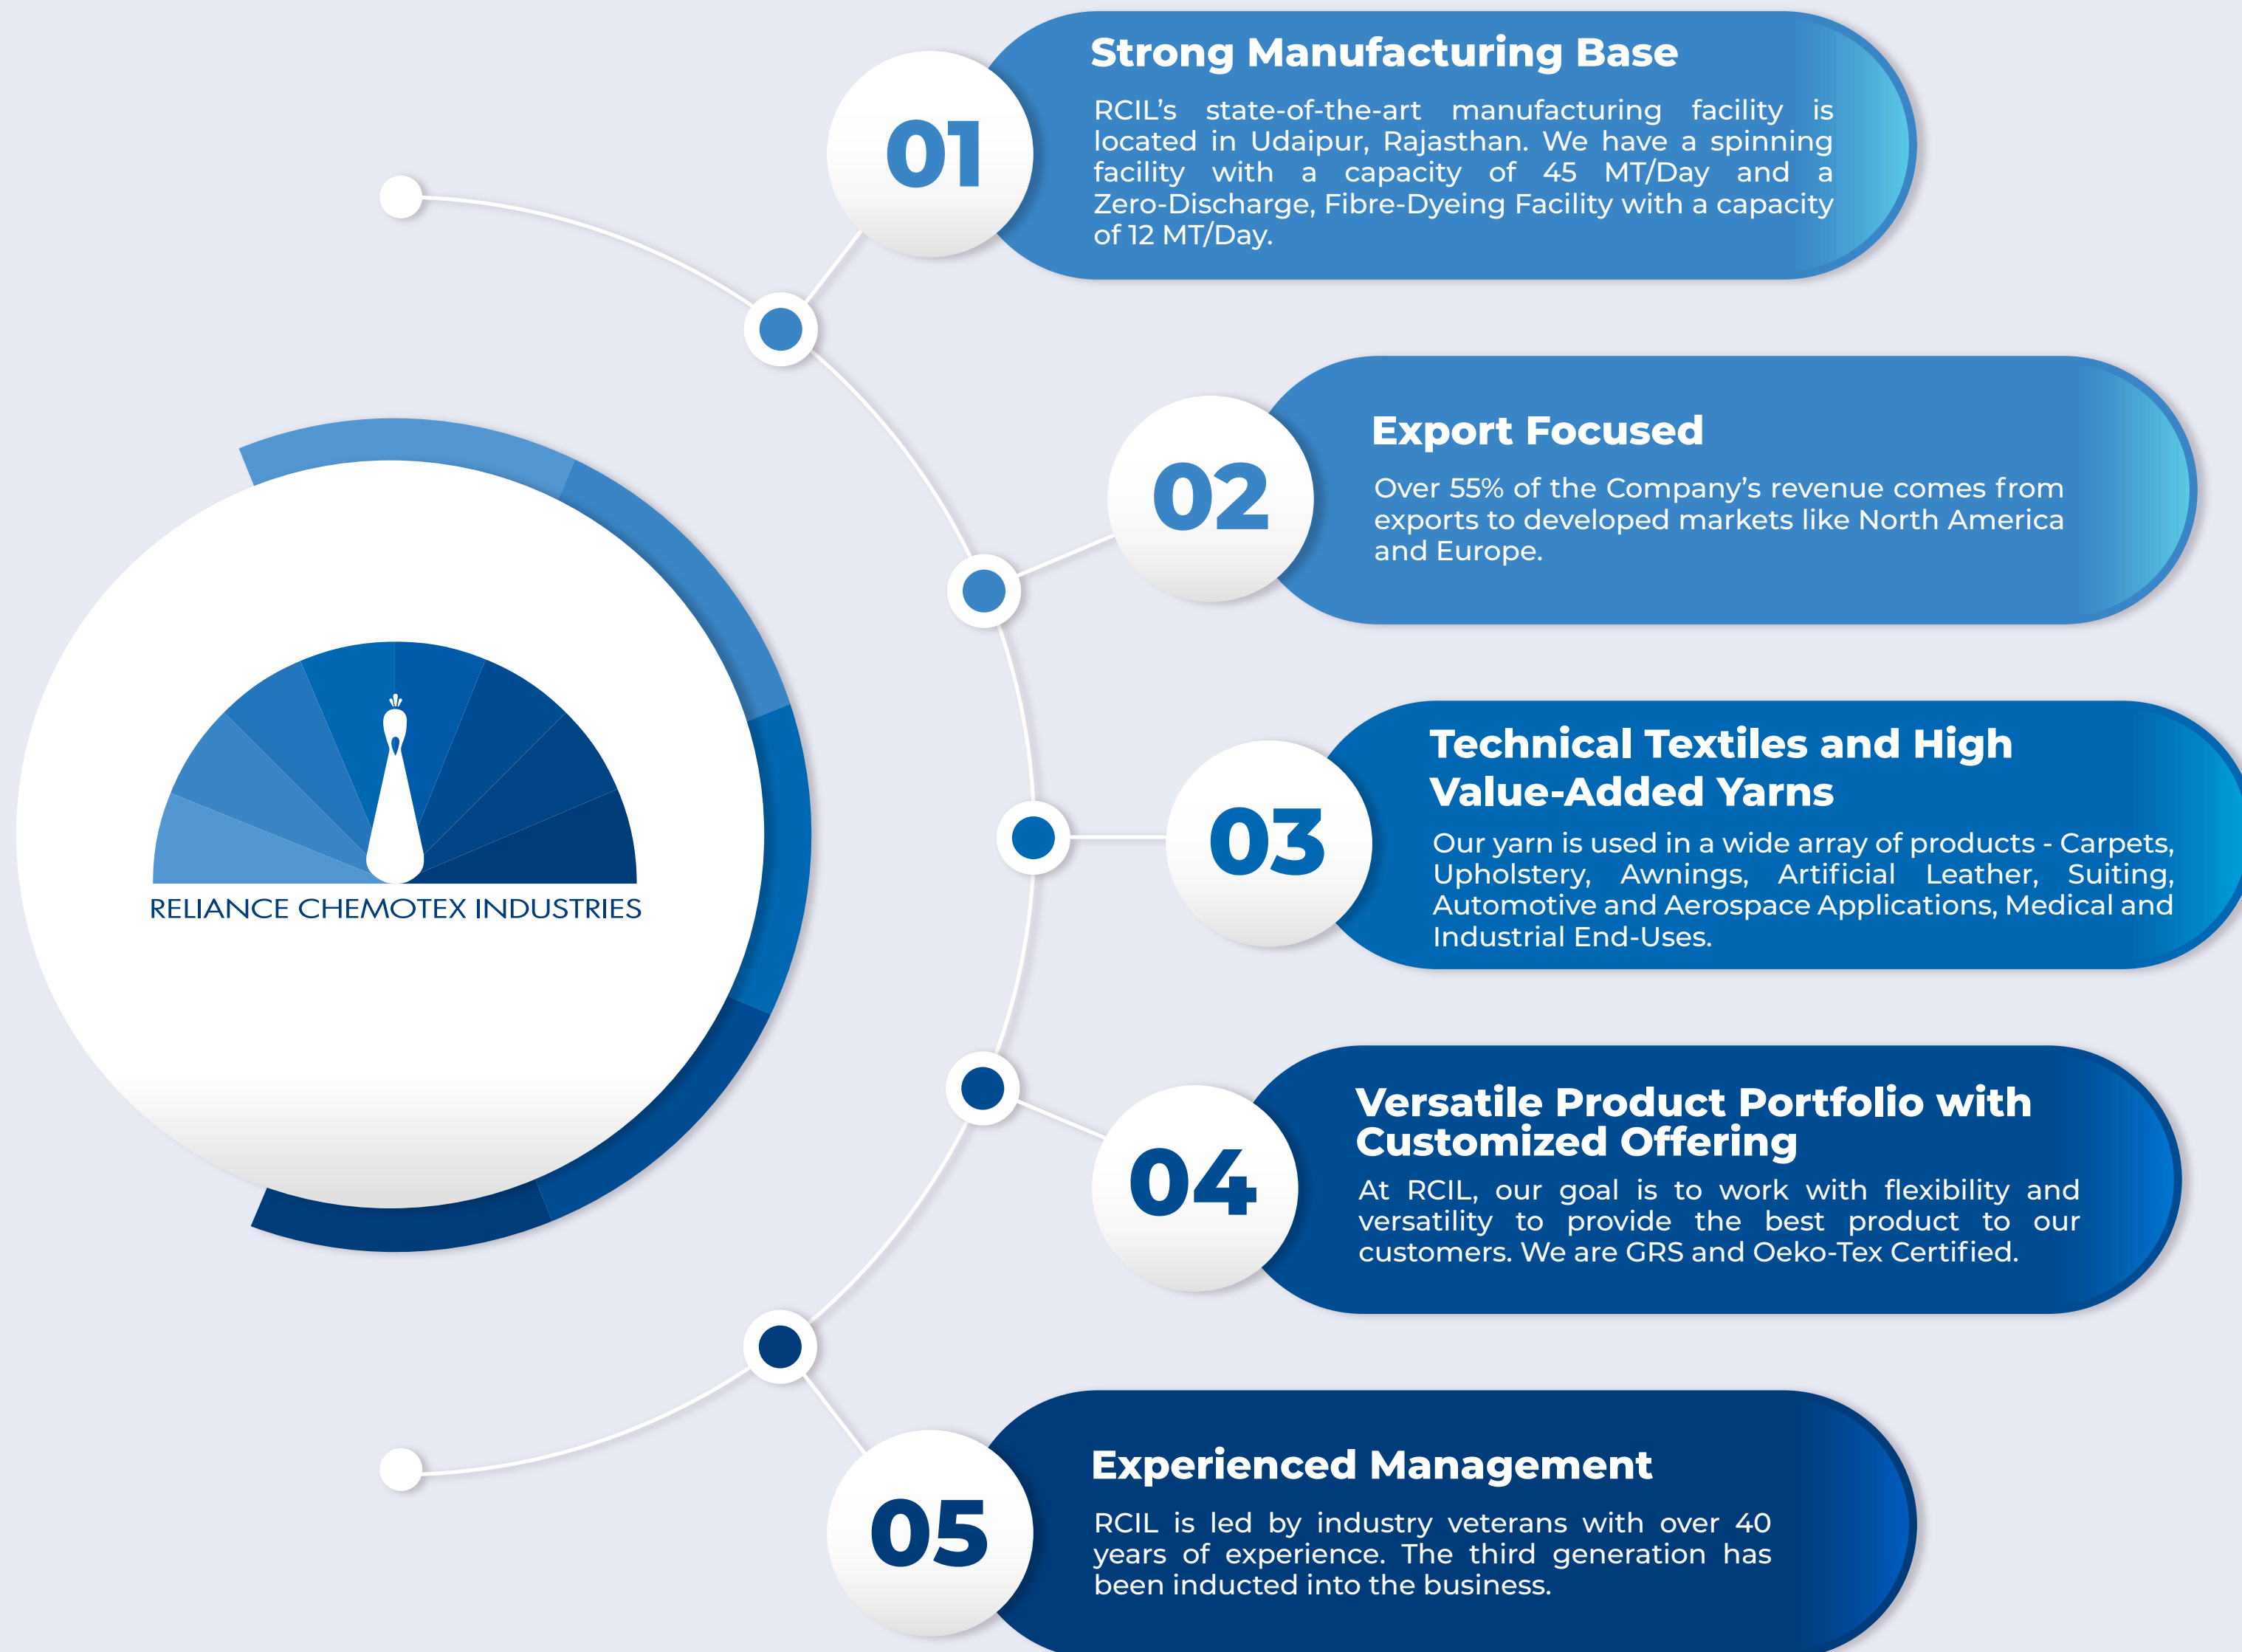 RELIANCE CHEMOTEX INDUSTRIES
01
Strong Manufacturing Base
RCIL’s state-of-the-art manufacturing facility is
located in Udaipur, Rajasthan. We have a spinning
facility with a capacity of 45 MT/Day and a
Zero-Discharge, Fibre-Dyeing Facility with a capacity
of 12 MT/Day.
02
Export Focused
Over 55% of the Company’s revenue comes from
exports to developed markets like North America
and Europe.
03
Technical Textiles and High
Value-Added Yarns
Our yarn is used in a wide array of products - Carpets,
Upholstery, Awnings, Artificial Leather, Suiting,
Automotive and Aerospace Applications, Medical and
Industrial End-Uses.
04
Versatile Product Portfolio with
Customized Offering
At RCIL, our goal is to work with flexibility and
versatility to provide the best product to our
customers. We are GRS and Oeko-Tex Certified.
05
Experienced Management
RCIL is led by industry veterans with over 40
years of experience. The third generation has
been inducted into the business.